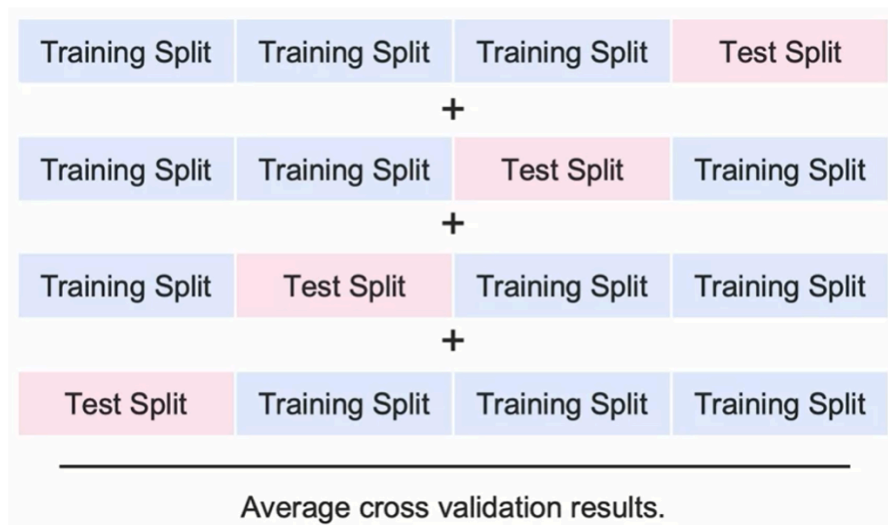 Training Split Training Split Training Split Test Split
+
Training Split Training Split Test Split Training Split
+
Training Split Test Split Training Split Training Split
+
Test Split Training Split Training Split Training Split
Average cross validation results.